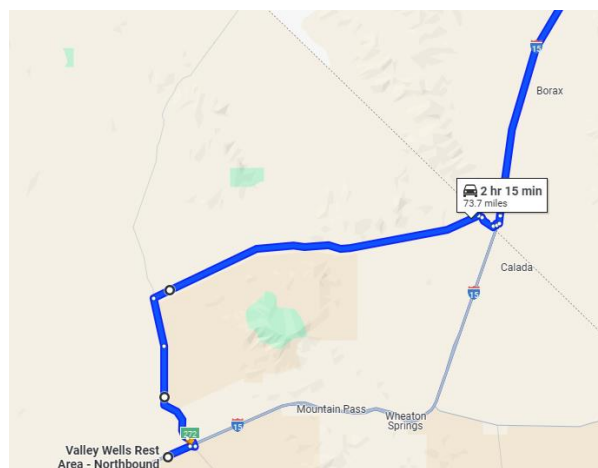 15
Borax
2 hr 15 min
73.7 miles
Calada
15
Mountain Pass
Wheaton
Springs
272
15
Valley Wells Rest
Area - Northbound